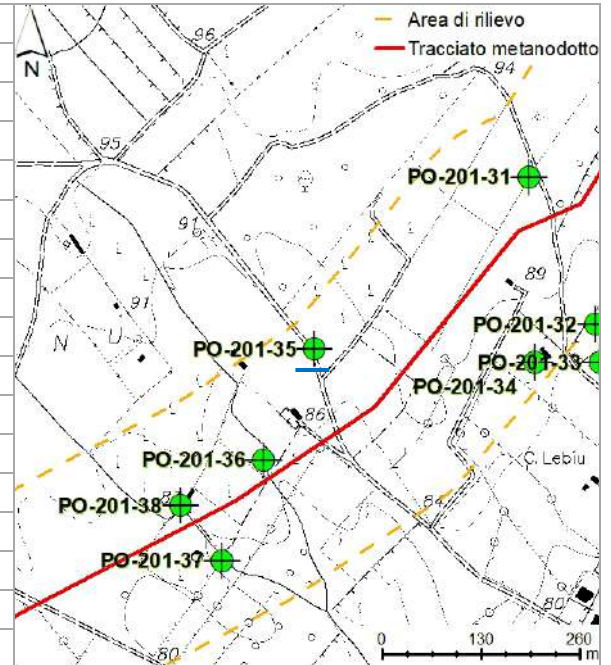 96
Area di rilievo
Tracciato metanodotto
N
94
95
PO-201-31
91
89
91
N U
PO-201-32
PO-201-35
PO-201-33
PO-201-34
86
PO-201-36
C. Lebiu
PO-201-38
84
PO-201-37
80
80
0 130 260
m